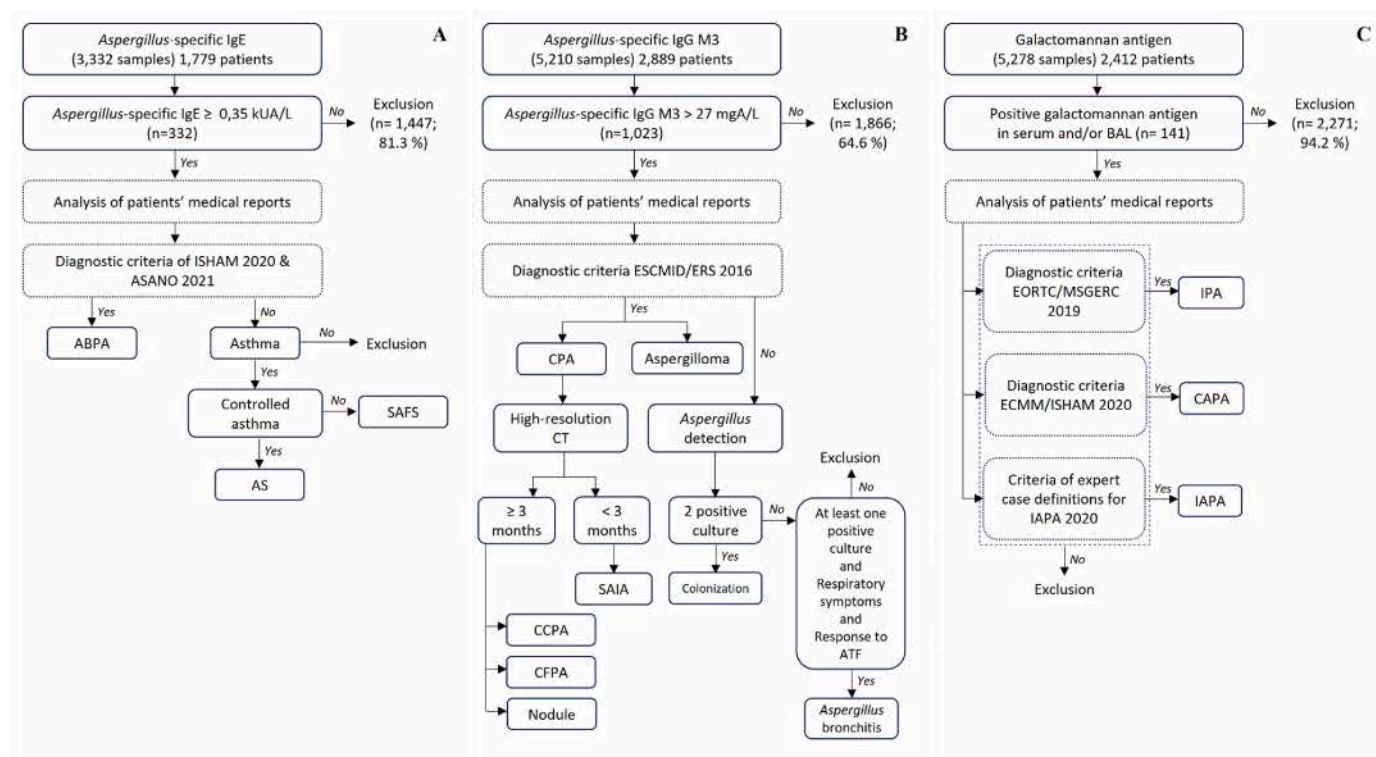 A
Aspergillus-specific IgE
(3,332 samples) 1,779 patients
Aspergillus-specific IgE ≥ 0,35 kUA/L
(n=332)
No
Exclusion
(n= 1,447;
81.3 %)
Yes
Analysis of patients' medical reports
Diagnostic criteria of ISHAM 2020 &
ASANO 2021
Yes
No
ABPA
Asthma
No
Exclusion
Yes
Controlled
asthma
No
SAFS
Yes
AS
B
Aspergillus-specific IgG M3
(5,210 samples) 2,889 patients
Aspergillus-specific IgG M3 > 27 mgA/L
(n=1,023)
No
Exclusion
(n= 1,866;
64.6 %)
Yes
Analysis of patients' medical reports
Diagnostic criteria ESCMID/ERS 2016
Yes
No
CPA
Aspergilloma
High-resolution
CT
Aspergillus
detection
≥ 3
months
< 3
months
2 positive
culture
No
Exclusion
No
At least one
positive
culture
and
Respiratory
symptoms
and
Response to
ATF
Yes
SAIA
Colonization
CCPA
CFPA
Nodule
Yes
Aspergillus
bronchitis
C
Galactomannan antigen
(5,278 samples) 2,412 patients
Positive galactomannan antigen
in serum and/or BAL (n= 141)
No
Exclusion
(n= 2,271;
94.2 %)
Yes
Analysis of patients' medical reports
Diagnostic criteria
EORTC/MSGERC
2019
Yes
IPA
Diagnostic criteria
ECMM/ISHAM 2020
Yes
CAPA
Criteria of expert
case definitions for
IAPA 2020
Yes
IAPA
No
Exclusion